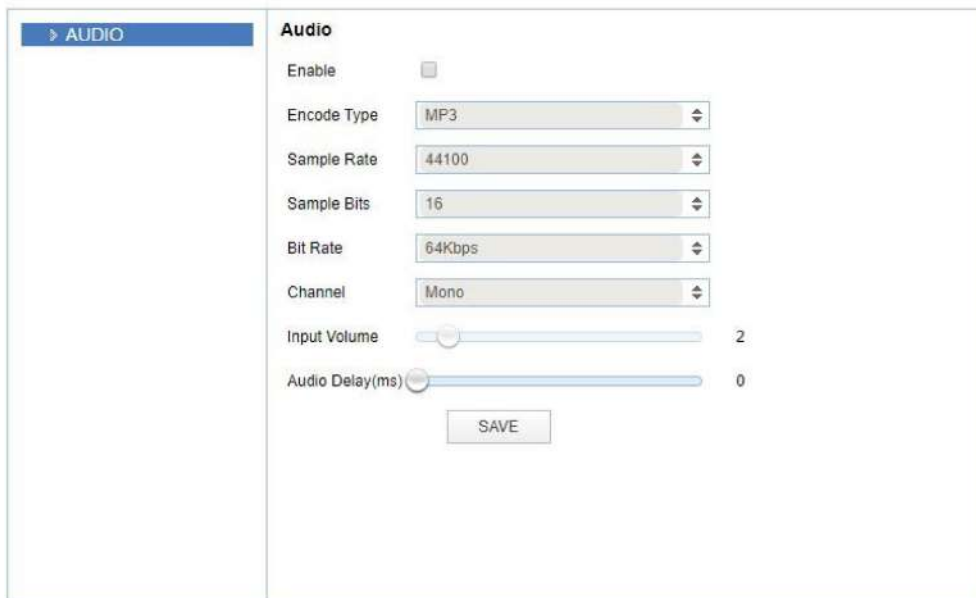 AUDIO
Audio
Enable
Encode Type MP3
Sample Rate 44100
Sample Bits 16
Bit Rate 64Kbps
Channel Mono
Input Volume 2
Audio Delay(ms) 0
SAVE